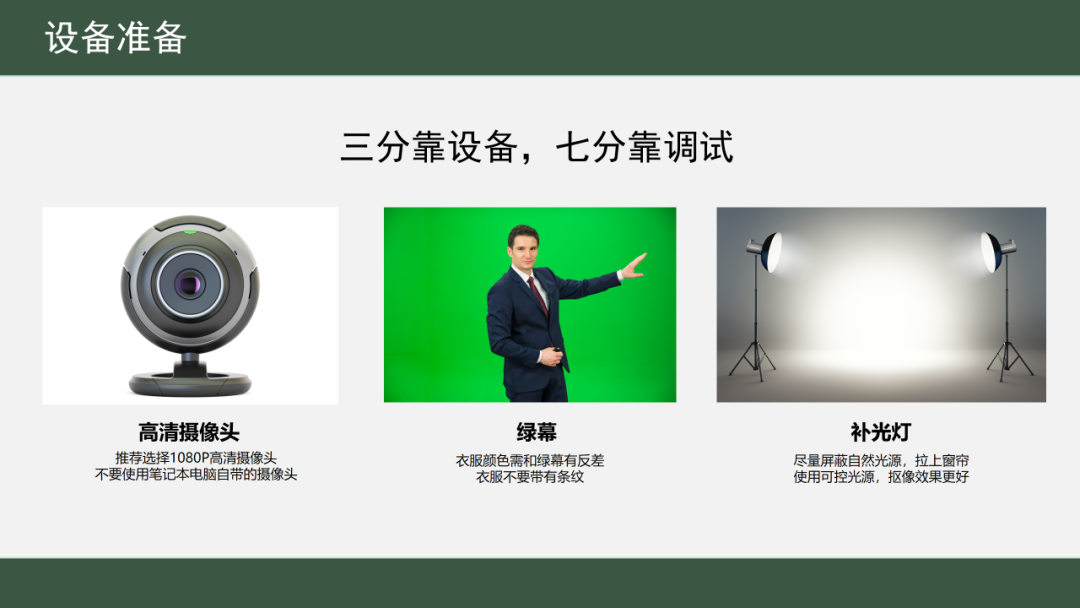 设备准备
三分靠设备，七分靠调试
高清摄像头
推荐选择1080P高清摄像头
不要使用笔记本电脑自带的摄像头
绿幕
衣服颜色需和绿幕有反差
衣服不要带有条纹
补光灯
尽量屏蔽自然光源，拉上窗帘
使用可控光源，抠像效果更好